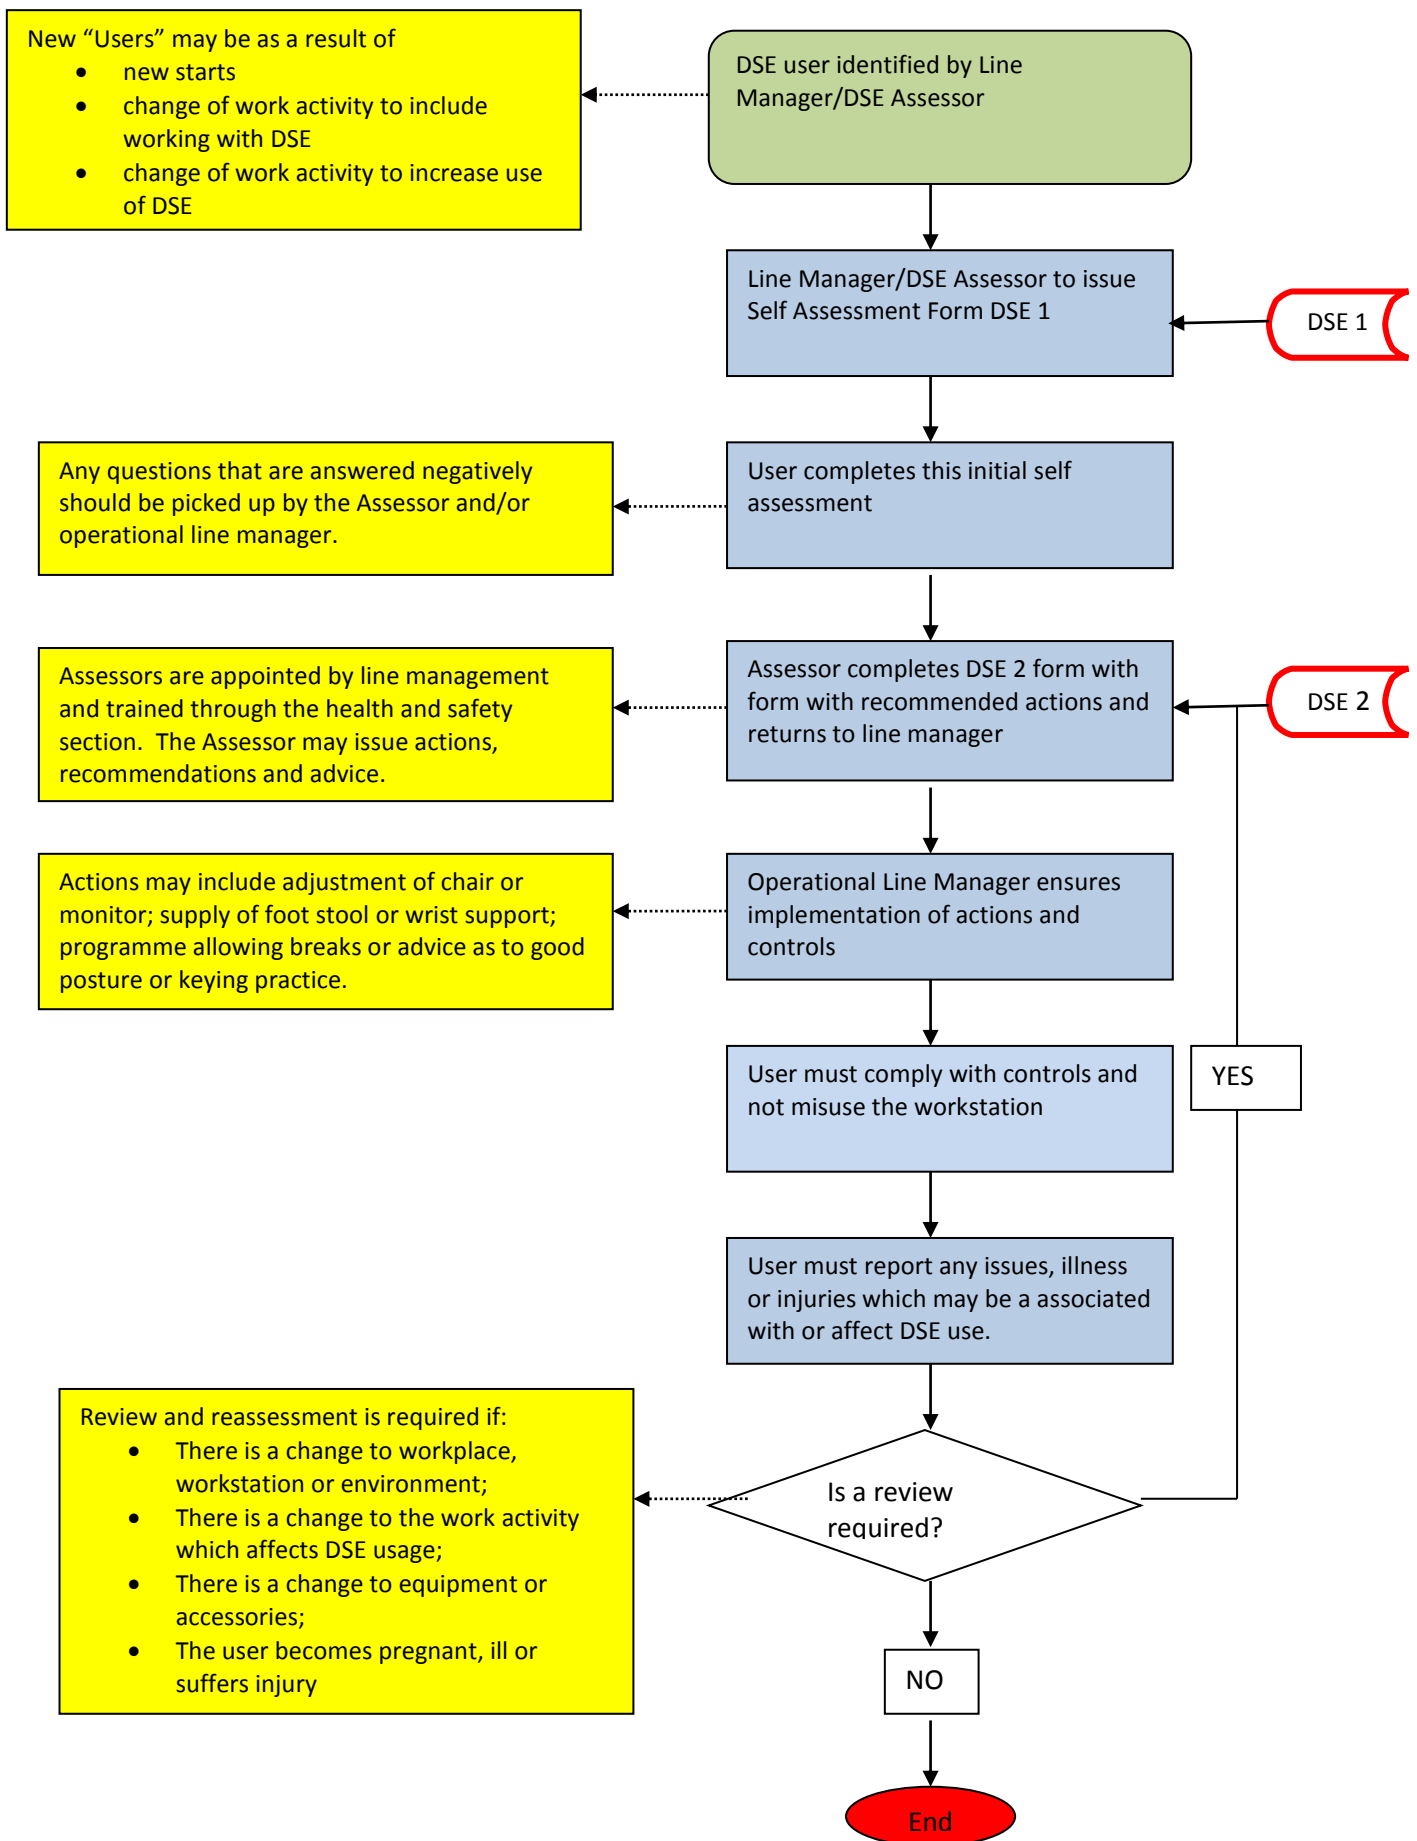 New “Users” may be as a result of
• new starts
• change of work activity to include
working with DSE
• change of work activity to increase use
of DSE
DSE user identified by Line
Manager/DSE Assessor
Line Manager/DSE Assessor to issue
Self Assessment Form DSE 1
DSE 1
Any questions that are answered negatively
should be picked up by the Assessor and/or
operational line manager.
User completes this initial self
assessment
Assessors are appointed by line management
and trained through the health and safety
section. The Assessor may issue actions,
recommendations and advice.
Assessor completes DSE 2 form with
form with recommended actions and
returns to line manager
DSE 2
Actions may include adjustment of chair or
monitor; supply of foot stool or wrist support;
programme allowing breaks or advice as to good
posture or keying practice.
Operational Line Manager ensures
implementation of actions and
controls
User must comply with controls and
not misuse the workstation
YES
User must report any issues, illness
or injuries which may be a associated
with or affect DSE use.
Review and reassessment is required if:
• There is a change to workplace,
workstation or environment;
• There is a change to the work activity
which affects DSE usage;
• There is a change to equipment or
accessories;
• The user becomes pregnant, ill or
suffers injury
Is a review
required?
NO
End